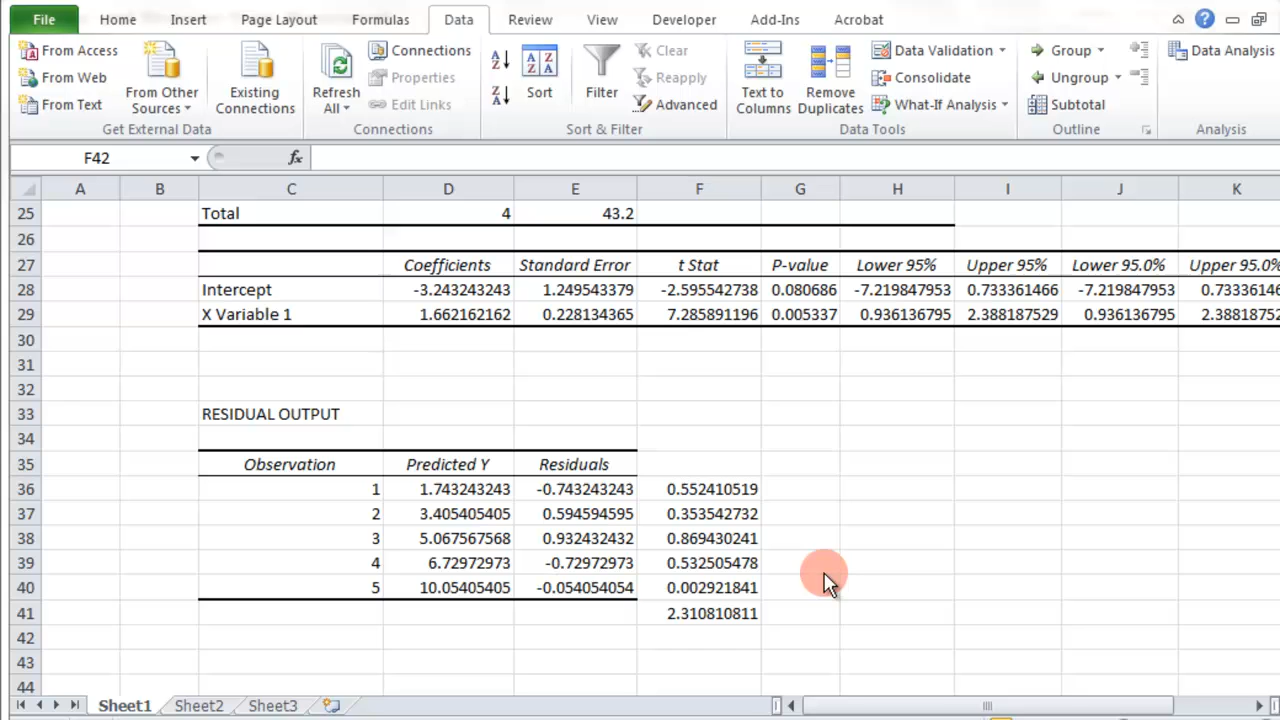 File Home Insert Page Layout Formulas Data Review View Developer Add-Ins Acrobat
From Access
From Web
From Text
From Other
Sources
Existing
Connections
Get External Data
Refresh
All
Connections
Properties
Edit Links
Connections
Sort
Filter
Clear
Reapply
Advanced
Sort & Filter
Text to
Columns
Remove
Duplicates
Data Validation
Consolidate
What-If Analysis
Data Tools
Group
Ungroup
Subtotal
Outline
Data Analysis
Analysis
F42 fx
A B C D E F G H I J K
25 Total 4 43.2
26
27 Coefficients Standard Error t Stat P-value Lower 95% Upper 95% Lower 95.0% Upper 95.0%
28 Intercept -3.243243243 1.249543379 -2.595542738 0.080686 -7.219847953 0.733361466 -7.219847953 0.7333614
29 X Variable 1 1.662162162 0.228134365 7.285891196 0.005337 0.936136795 2.388187529 0.936136795 2.3881875
30
31
32
33 RESIDUAL OUTPUT
34
35 Observation Predicted Y Residuals
36 1 1.743243243 -0.743243243 0.552410519
37 2 3.405405405 0.594594595 0.353542732
38 3 5.067567568 0.932432432 0.869430241
39 4 6.72972973 -0.72972973 0.532505478
40 5 10.05405405 -0.054054054 0.002921841
41 2.310810811
42
43
44
Sheet1 Sheet2 Sheet3